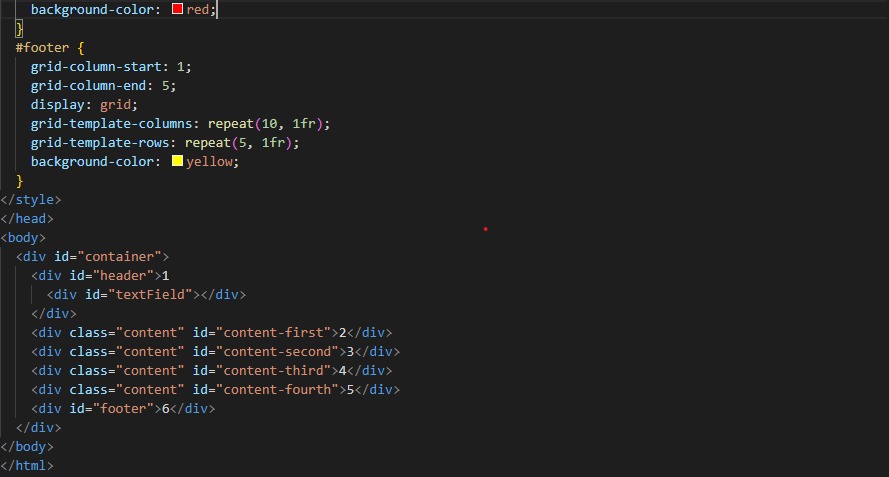 background-color: red;
  }
  #footer {
    grid-column-start: 1;
    grid-column-end: 5;
    display: grid;
    grid-template-columns: repeat(10, 1fr);
    grid-template-rows: repeat(5, 1fr);
    background-color: yellow;
  }
</style>
</head>
<body>
  <div id="container">
    <div id="header">1
      <div id="textField"></div>
    </div>
    <div class="content" id="content-first">2</div>
    <div class="content" id="content-second">3</div>
    <div class="content" id="content-third">4</div>
    <div class="content" id="content-fourth">5</div>
    <div id="footer">6</div>
  </div>
</body>
</html>